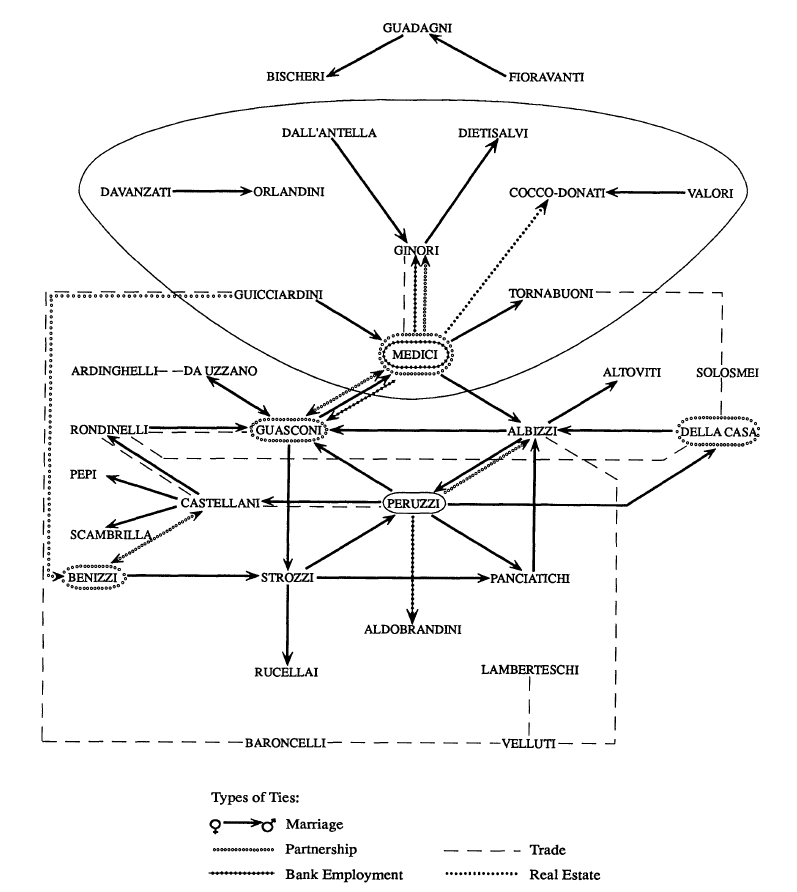 GUADAGNI
BISCHERI
FIORAVANTI
DALL'ANTELLA
DIETISALVI
DAVANZATI
ORLANDINI
COCCO-DONATI
VALORI
GINORI
GUICCIARDINI
TORNABUONI
MEDICI
ARDINGHELLI
DA UZZANO
ALTOVITI
SOLOSMEI
RONDINELLI
GUASCONI
ALBIZZI
DELLA CASA
PEPI
CASTELLANI
PERUZZI
SCAMBRILLA
BENIZZI
STROZZI
PANCIATICHI
ALDOBRANDINI
RUCELLAI
LAMBERTESCHI
BARONCELLI
VELLUTI
Types of Ties:
♀ ♂ Marriage
Partnership
Trade
Bank Employment
Real Estate